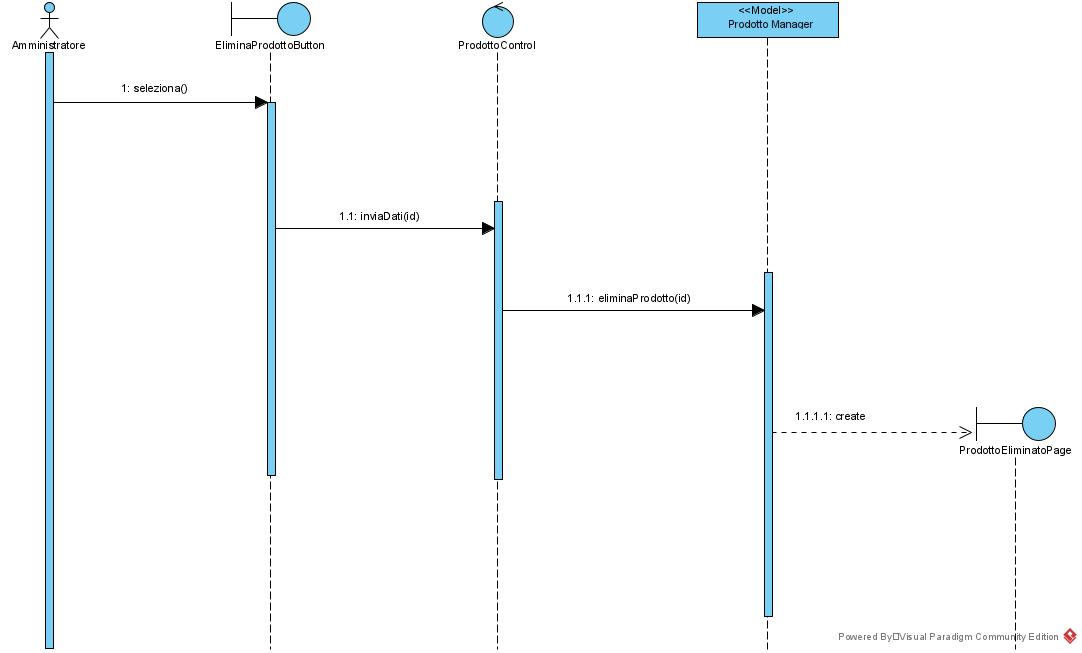 <<Model>>
Prodotto Manager
Amministratore
EliminaProdottoButton
ProdottoControl
1: seleziona()
1.1: inviaDati(id)
1.1.1: eliminaProdotto(id)
1.1.1.1: create
ProdottoEliminatoPage
Powered By□Visual Paradigm Community Edition